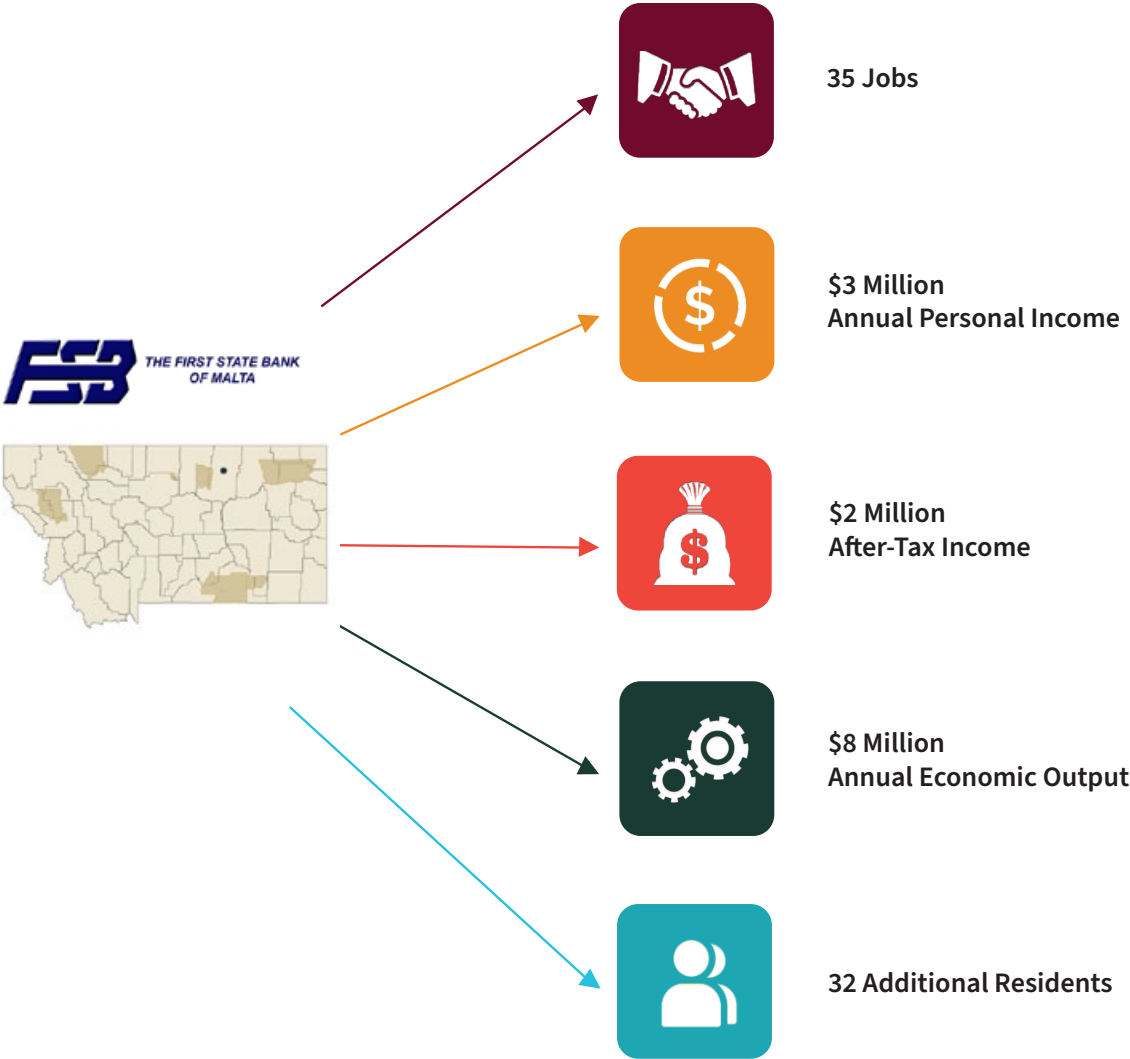 35 Jobs
$3 Million
Annual Personal Income
FSB
THE FIRST STATE BANK
OF MALTA
$
$2 Million
After-Tax Income
$
$8 Million
Annual Economic Output
32 Additional Residents